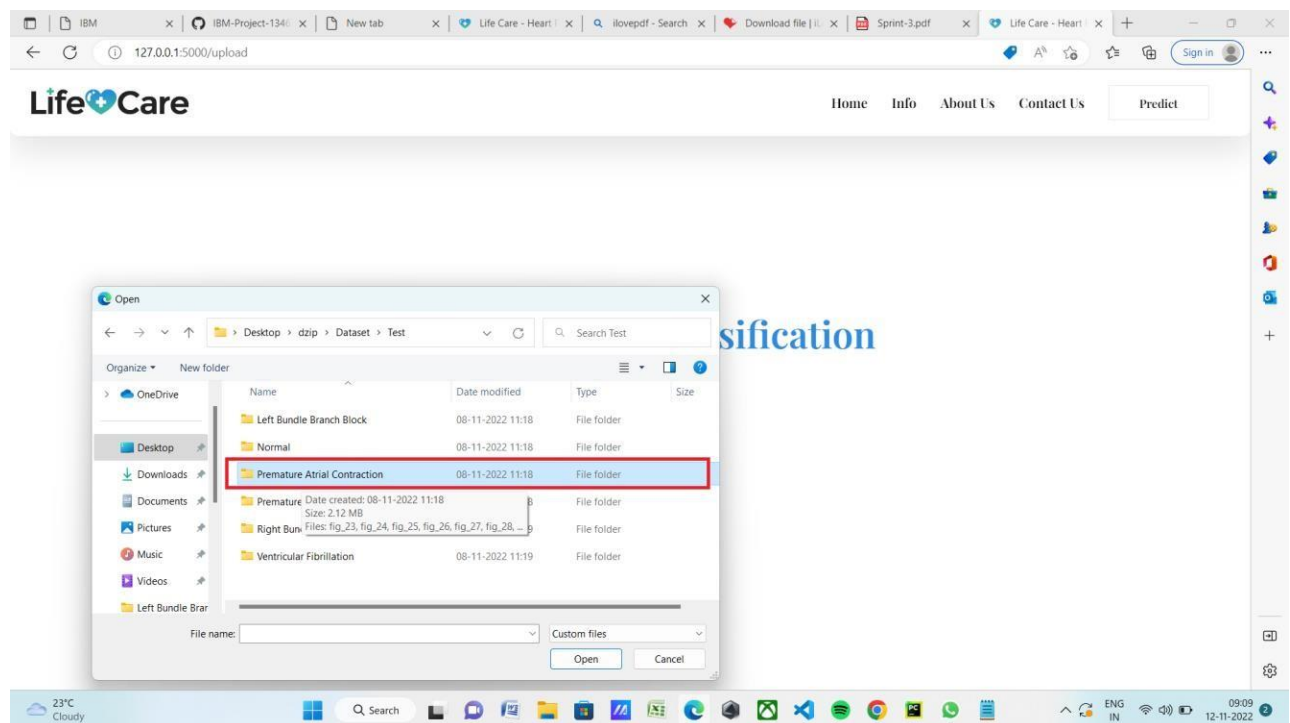 IBM
IBM-Project-134
New tab
Life Care - Heart
ilovepdf - Search
Download file | iL
Sprint-3.pdf
Life Care - Heart
127.0.0.1:5000/upload
Sign in
Life Care
Home Info About Us Contact Us Predict
sification
Open
Desktop > dzip > Dataset > Test
Search Test
Organize New folder
Name Date modified Type Size
OneDrive
Desktop
Downloads
Documents
Pictures
Music
Videos
Left Bundle Brar
Left Bundle Branch Block 08-11-2022 11:18 File folder
Normal 08-11-2022 11:18 File folder
Premature Atrial Contraction 08-11-2022 11:18 File folder
Premature 8 File folder
Right Bun 9 File folder
Ventricular Fibrillation 08-11-2022 11:19 File folder
Date created: 08-11-2022 11:18
Size: 2.12 MB
Files: fig_23, fig_24, fig_25, fig_26, fig_27, fig_28, ...
File name: Custom files
Open Cancel
23°C
Cloudy
Search
ENG
IN
09:09
12-11-2022
2